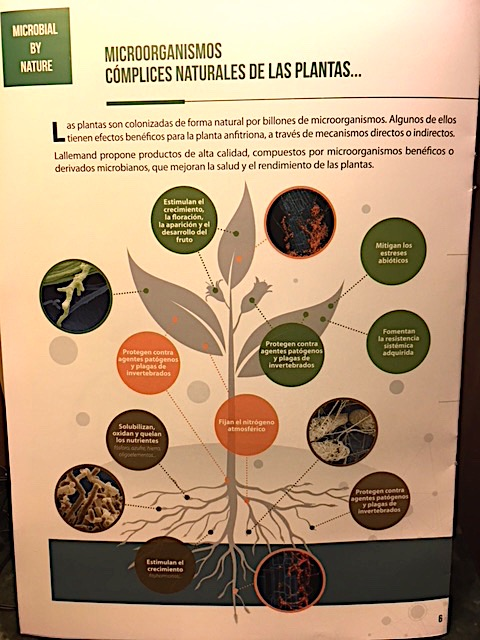 MICROBIAL
BY
NATURE
MICROORGANISMOS
CÓMPLICES NATURALES DE LAS PLANTAS...
Las plantas son colonizadas de forma natural por billones de microorganismos. Algunos de ellos
tienen efectos benéficos para la planta anfitriona, a través de mecanismos directos o indirectos.
Lallemand propone productos de alta calidad, compuestos por microorganismos benéficos o
derivados microbianos, que mejoran la salud y el rendimiento de las plantas.
Estimulan el
crecimiento,
la floración,
la aparición y el
desarrollo del
fruto
Mitigan los
estreses
abióticos
Fomentan
la resistencia
sistémica
adquirida
Protegen contra
agentes patógenos
y plagas de
invertebrados
Protegen contra
agentes patógenos
y plagas de
invertebrados
Fijan el nitrógeno
atmosférico
Solubilizan,
oxidan y quelan
los nutrientes
Protegen contra
agentes patógenos
y plagas de
invertebrados
Estimulan el
crecimiento
6